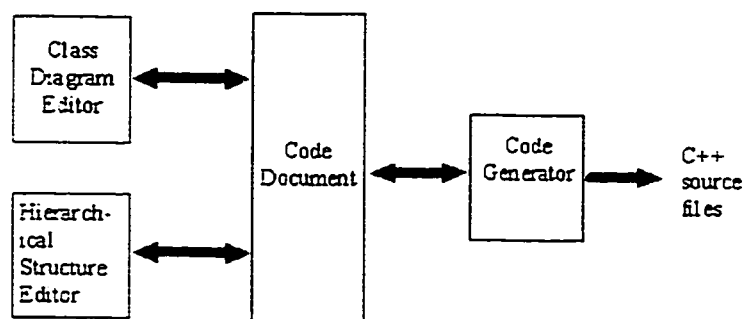 Class
Diagram
Editor
Code
Document
Code
Generator
C++
source
files
Hierarch-
ical
Structure
Editor